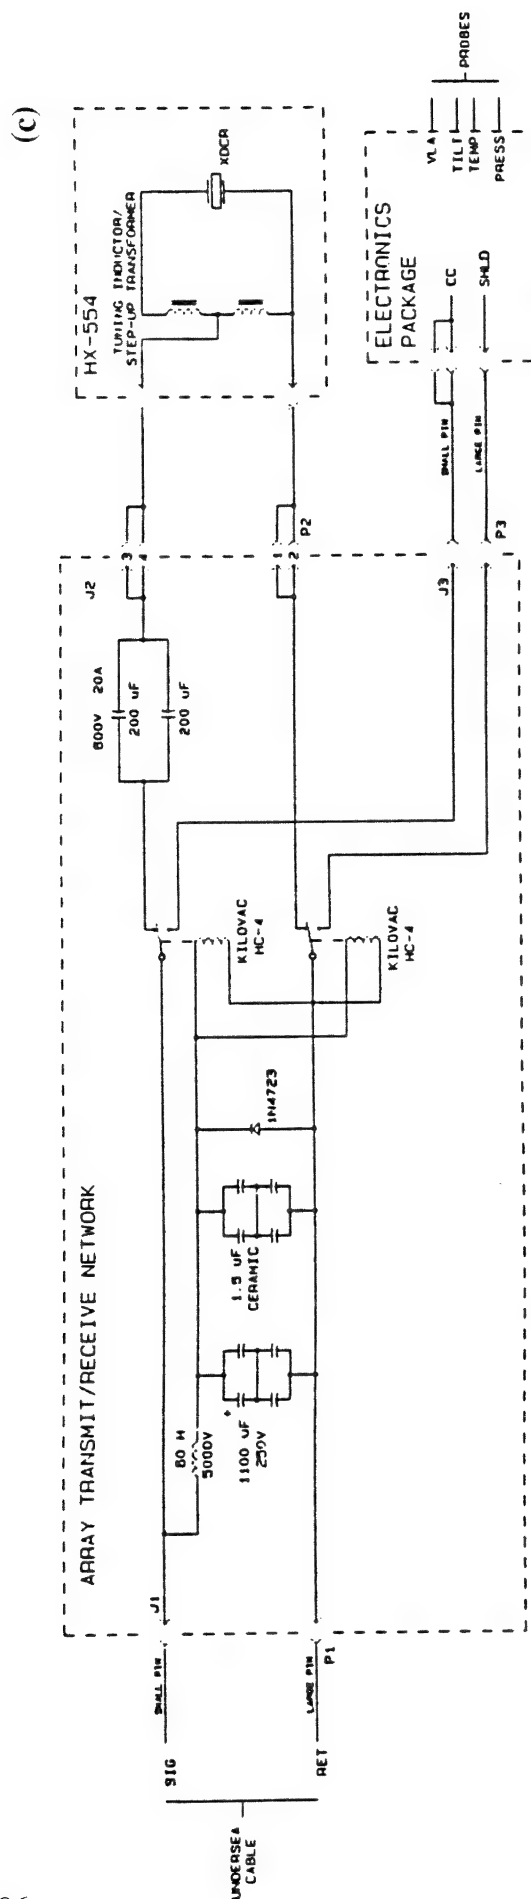 (c)
ARRAY TRANSMIT/RECEIVE NETWORK
UNDERSEA
CABLE
SIG
RET
SMALL PIN
LARGE PIN
J1
P1
60 H
5000V
+
1100 uF
250V
1.5 uF
CERAMIC
1N4723
KILOVAC
HC-4
KILOVAC
HC-4
600V 20A
200 uF
200 uF
J2
3
4
1
2
P2
J3
P3
SMALL PIN
LARGE PIN
HX-554
TUNING INDUCTOR/
STEP-UP TRANSFORMER
XDCR
ELECTRONICS
PACKAGE
CC
SHLD
VLA
TILT
TEMP
PRESS
PROBES